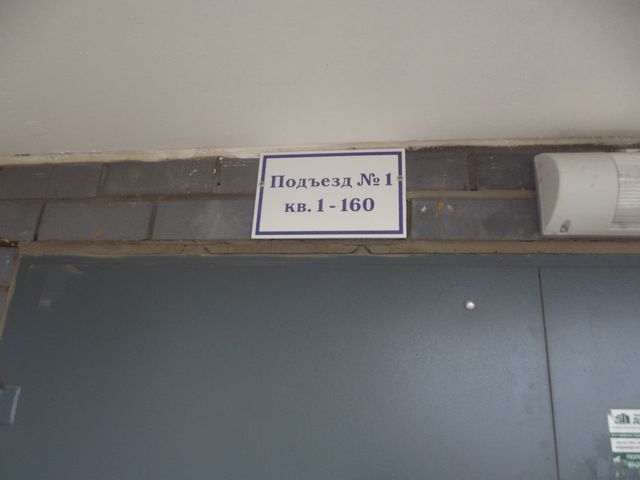 Подъезд № 1
кв. 1 - 160